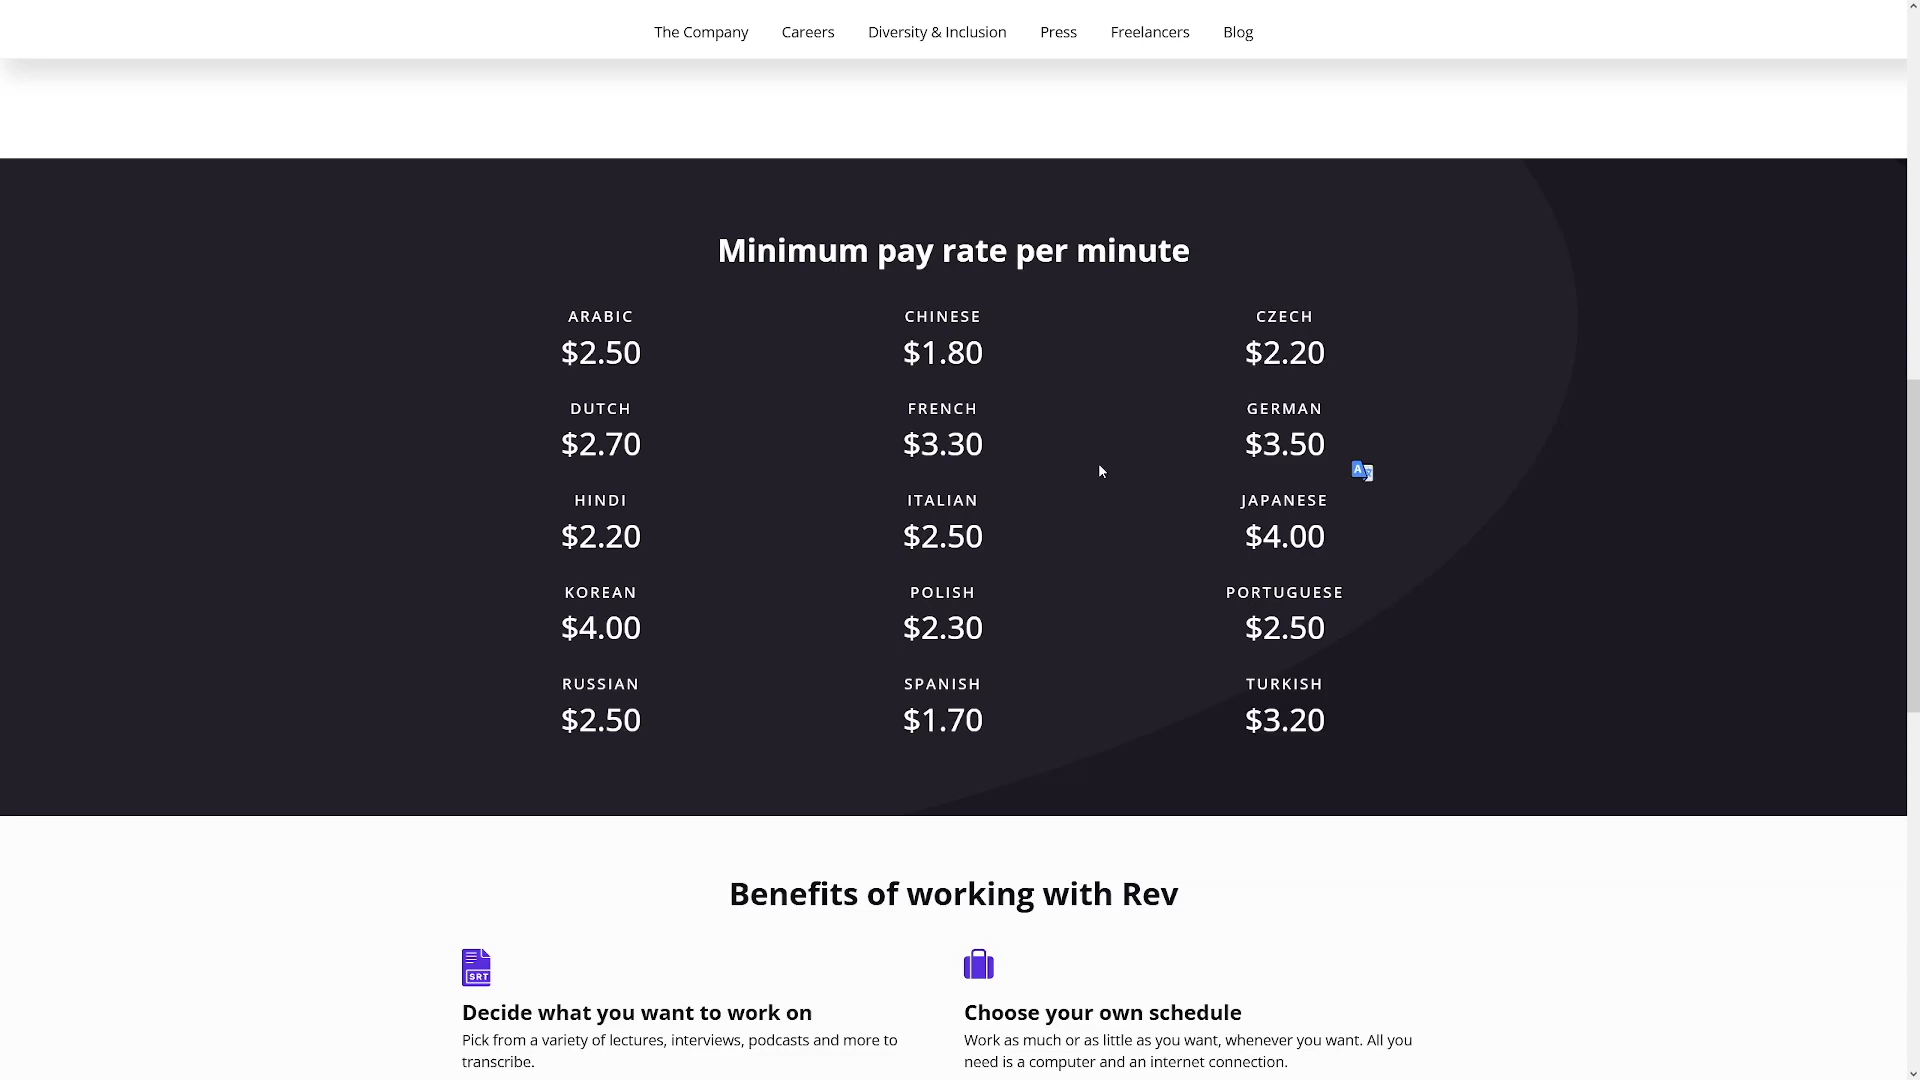 The Company Careers Diversity & Inclusion Press Freelancers Blog
Minimum pay rate per minute
ARABIC CHINESE CZECH
$2.50 $1.80 $2.20
DUTCH FRENCH GERMAN
$2.70 $3.30 $3.50
HINDI ITALIAN JAPANESE
$2.20 $2.50 $4.00
KOREAN POLISH PORTUGUESE
$4.00 $2.30 $2.50
RUSSIAN SPANISH TURKISH
$2.50 $1.70 $3.20
Benefits of working with Rev
SRT
Decide what you want to work on
Pick from a variety of lectures, interviews, podcasts and more to
transcribe.
Choose your own schedule
Work as much or as little as you want, whenever you want. All you
need is a computer and an internet connection.